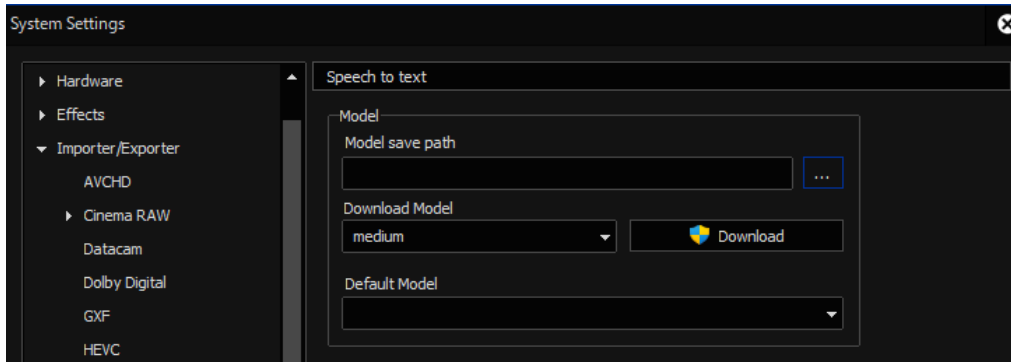 System Settings
Hardware
Effects
Importer/Exporter
AVCHD
Cinema RAW
Datacam
Dolby Digital
GXF
HEVC
Speech to text
Model
Model save path
...
Download Model
medium
Download
Default Model